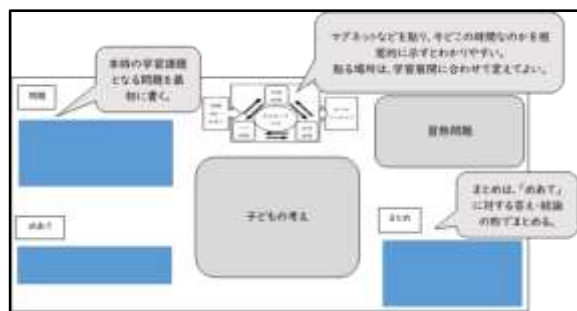 マグネットなどを貼り、今どこの時間なのかを視
覚的に示すとわかりやすい。
貼る場所は、学習展開に合わせて変えてよい。
本時の学習課題
となる問題を最
初に書く。
問題
習熟問題
子どもの考え
まとめは、「めあて」
に対する答え・結論
の形でまとめる。
めあて
まとめ